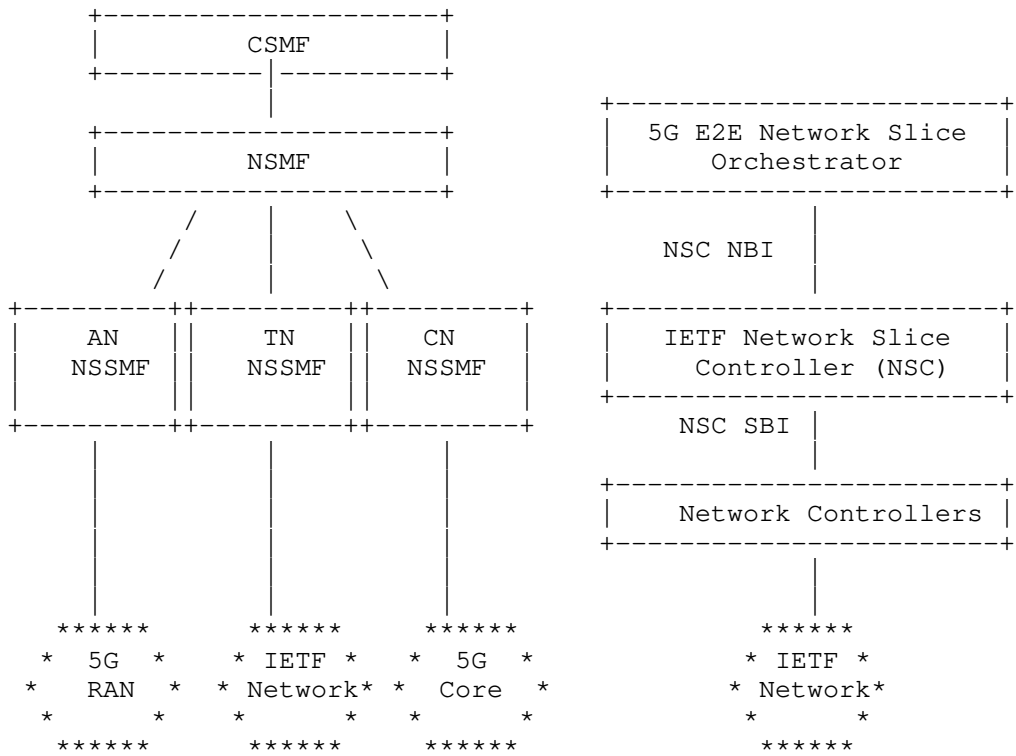 CSMF
NSMF
AN TN CN
NSSMF NSSMF NSSMF
5G IETF 5G
RAN Network Core
5G E2E Network Slice
Orchestrator
NSC NBI
IETF Network Slice
Controller (NSC)
NSC SBI
Network Controllers
IETF
Network